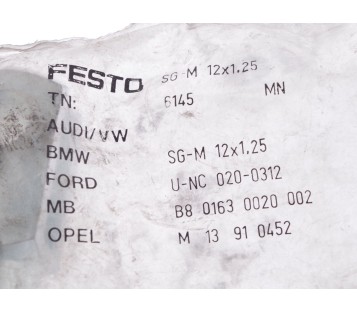 FESTO SG-M 12x1.25
TN: 6145 MN
AUDI/VW
BMW SG-M 12x1.25
FORD U-NC 020-0312
MB B8 0163 0020 002
OPEL M 13 91 0452